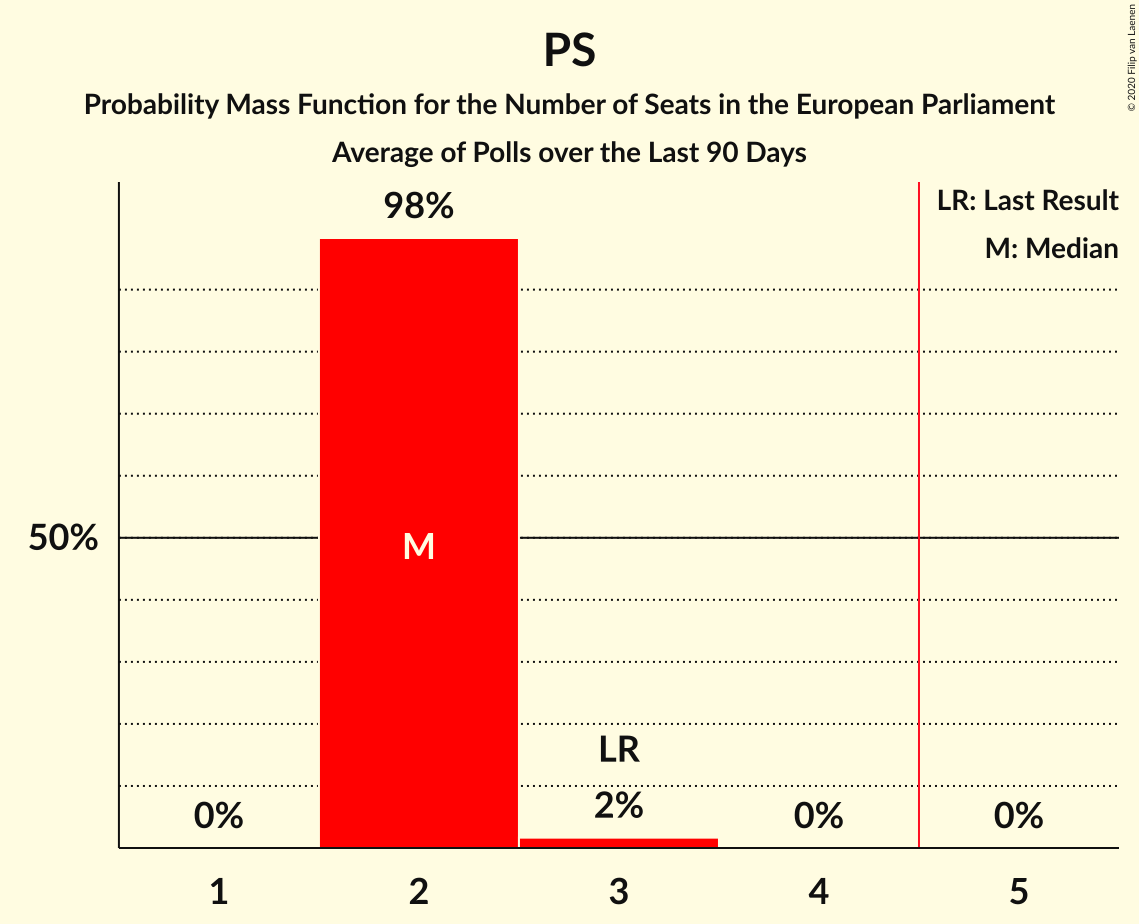 PS
Probability Mass Function for the Number of Seats in the European Parliament
Average of Polls over the Last 90 Days
© 2020 Filip van Laenen
LR: Last Result
M: Median
98%
50%
M
LR
0%
2%
0%
0%
1
2
3
4
5